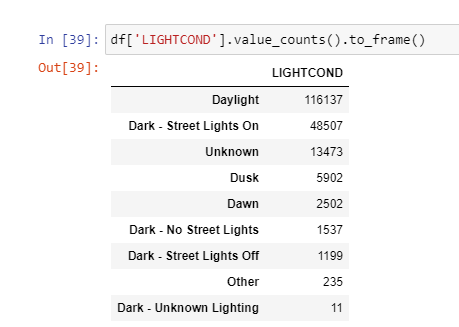 In [39]: df['LIGHTCOND'].value_counts().to_frame()
Out[39]:
LIGHTCOND
Daylight 116137
Dark - Street Lights On 48507
Unknown 13473
Dusk 5902
Dawn 2502
Dark - No Street Lights 1537
Dark - Street Lights Off 1199
Other 235
Dark - Unknown Lighting 11